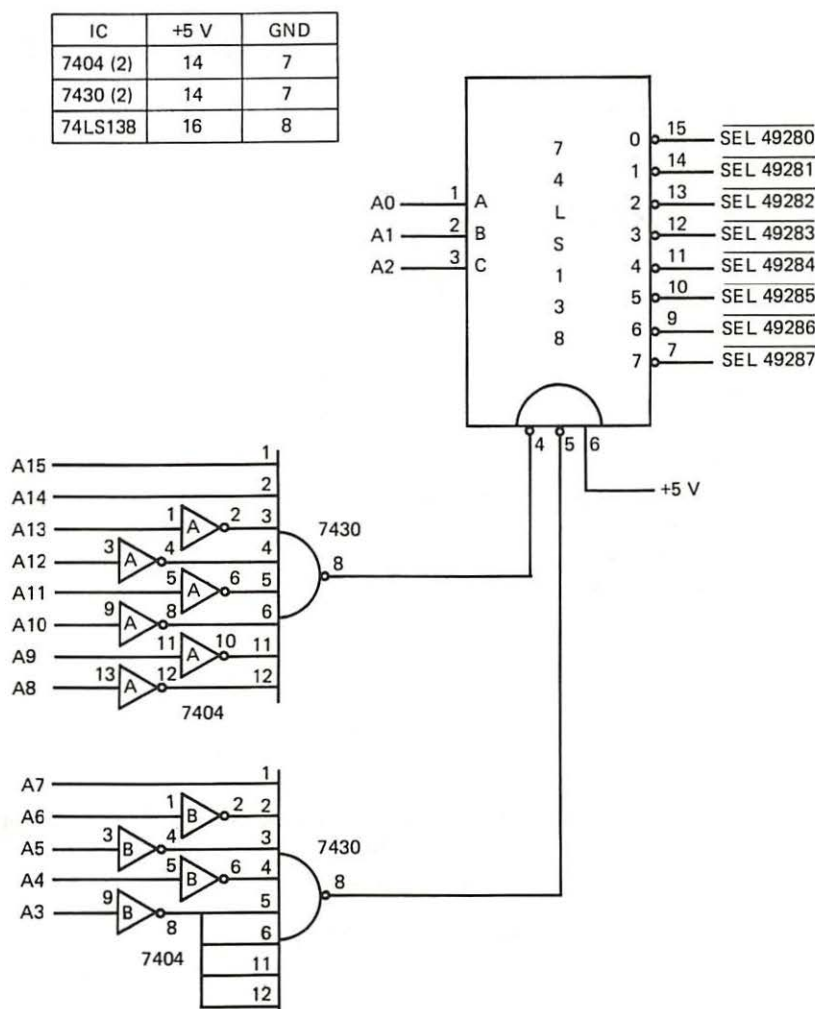 IC +5 V GND
7404 (2) 14 7
7430 (2) 14 7
74LS138 16 8
7
4
L
S
1
3
8
0 15 SEL 49280
1 14 SEL 49281
2 13 SEL 49282
3 12 SEL 49283
4 11 SEL 49284
5 10 SEL 49285
6 9 SEL 49286
7 7 SEL 49287
A0 1 A
A1 2 B
A2 3 C
4 5 6
+5 V
A15 1
A14 2
A13 1 A 2 3
7430
A12 3 A 4 4
8
A11 5 A 6 5
A10 9 A 8 6
A9 11 A 10 11
A8 13 A 12 12
7404
A7 1
A6 1 B 2 2
A5 3 B 4 3
7430
A4 5 B 6 4
8
A3 9 B 8 5
6
7404
11
12